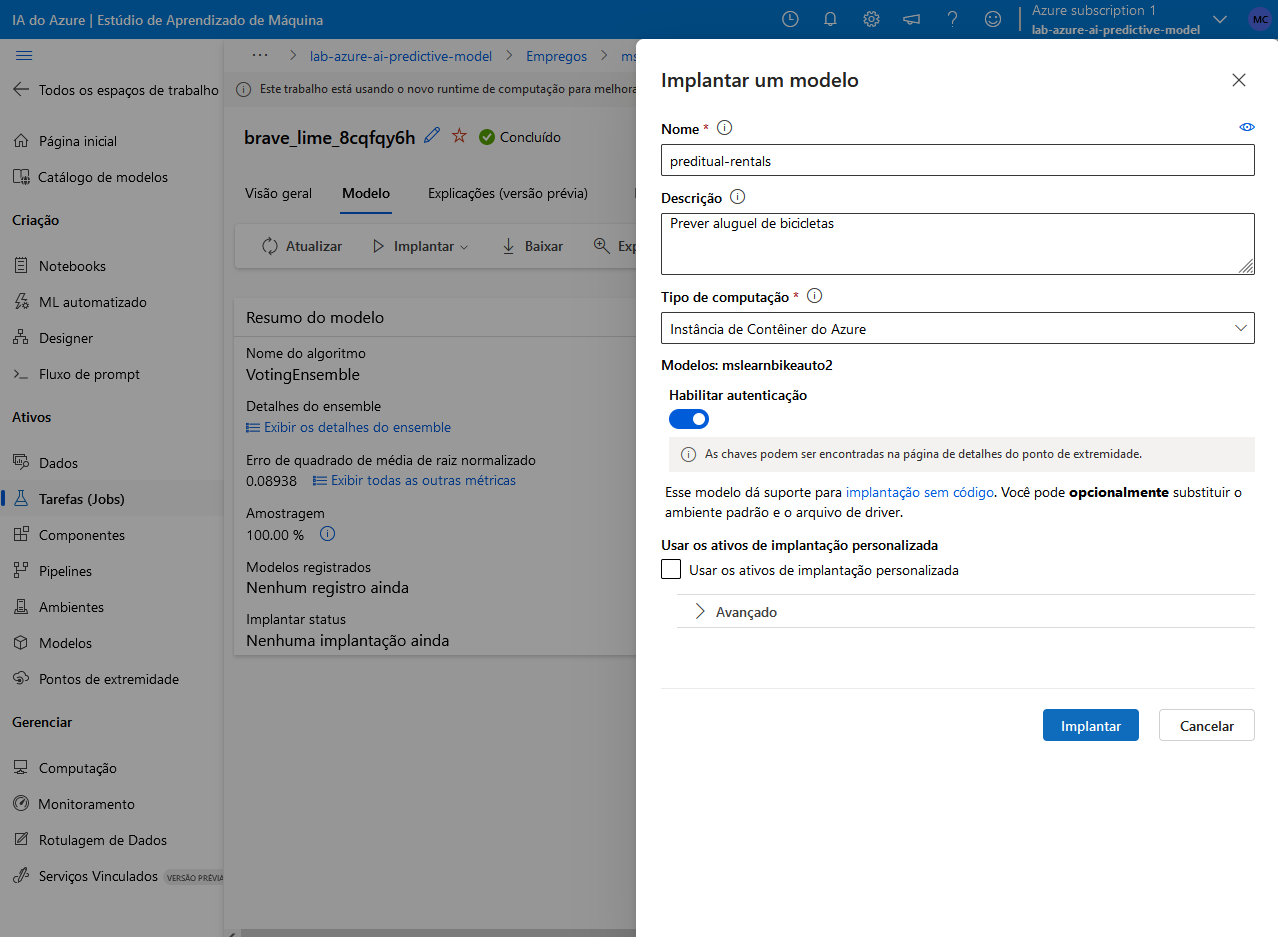 IA do Azure | Estúdio de Aprendizado de Máquina
Azure subscription 1
lab-azure-ai-predictive-model
MC
Todos os espaços de trabalho
Página inicial
Catálogo de modelos
Criação
Notebooks
ML automatizado
Designer
Fluxo de prompt
Ativos
Dados
Tarefas (Jobs)
Componentes
Pipelines
Ambientes
Modelos
Pontos de extremidade
Gerenciar
Computação
Monitoramento
Rotulagem de Dados
Serviços Vinculados VERSÃO PRÉVIA
... > lab-azure-ai-predictive-model > Empregos > ms
Este trabalho está usando o novo runtime de computação para melhora
brave_lime_8cqfqy6h Concluído
Visão geral Modelo Explicações (versão prévia)
Atualizar Implantar Baixar Exp
Resumo do modelo
Nome do algoritmo
VotingEnsemble
Detalhes do ensemble
Exibir os detalhes do ensemble
Erro de quadrado de média de raiz normalizado
0.08938 Exibir todas as outras métricas
Amostragem
100.00 %
Modelos registrados
Nenhum registro ainda
Implantar status
Nenhuma implantação ainda
Implantar um modelo
Nome *
preditual-rentals
Descrição
Prever aluguel de bicicletas
Tipo de computação *
Instância de Contêiner do Azure
Modelos: mslearnbikeauto2
Habilitar autenticação
As chaves podem ser encontradas na página de detalhes do ponto de extremidade.
Esse modelo dá suporte para implantação sem código. Você pode opcionalmente substituir o
ambiente padrão e o arquivo de driver.
Usar os ativos de implantação personalizada
Usar os ativos de implantação personalizada
Avançado
Implantar Cancelar